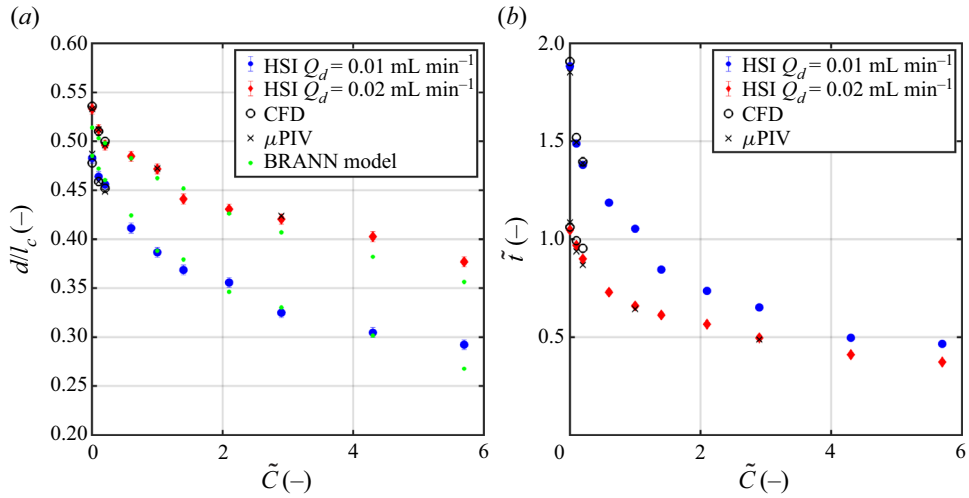 (a)
0.60
0.55
0.50
0.45
0.40
0.35
0.30
0.25
0.20
d/l_c (–)
HSI Q_d = 0.01 mL min⁻¹
HSI Q_d = 0.02 mL min⁻¹
CFD
μPIV
BRANN model
0 2 4 6
C̃ (–)
(b)
2.0
1.5
1.0
0.5
t̃ (–)
HSI Q_d = 0.01 mL min⁻¹
HSI Q_d = 0.02 mL min⁻¹
CFD
μPIV
0 2 4 6
C̃ (–)